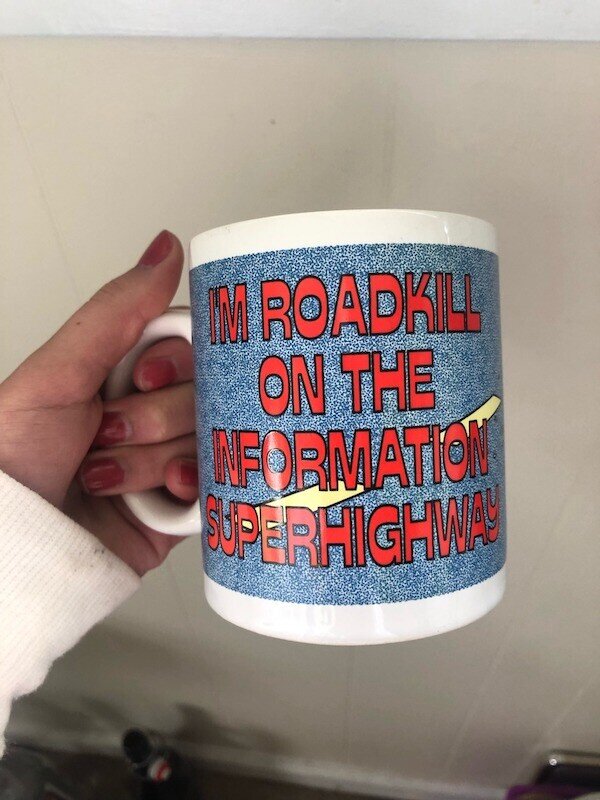 I'M ROADKILL
ON THE
INFORMATION
SUPERHIGHWAY